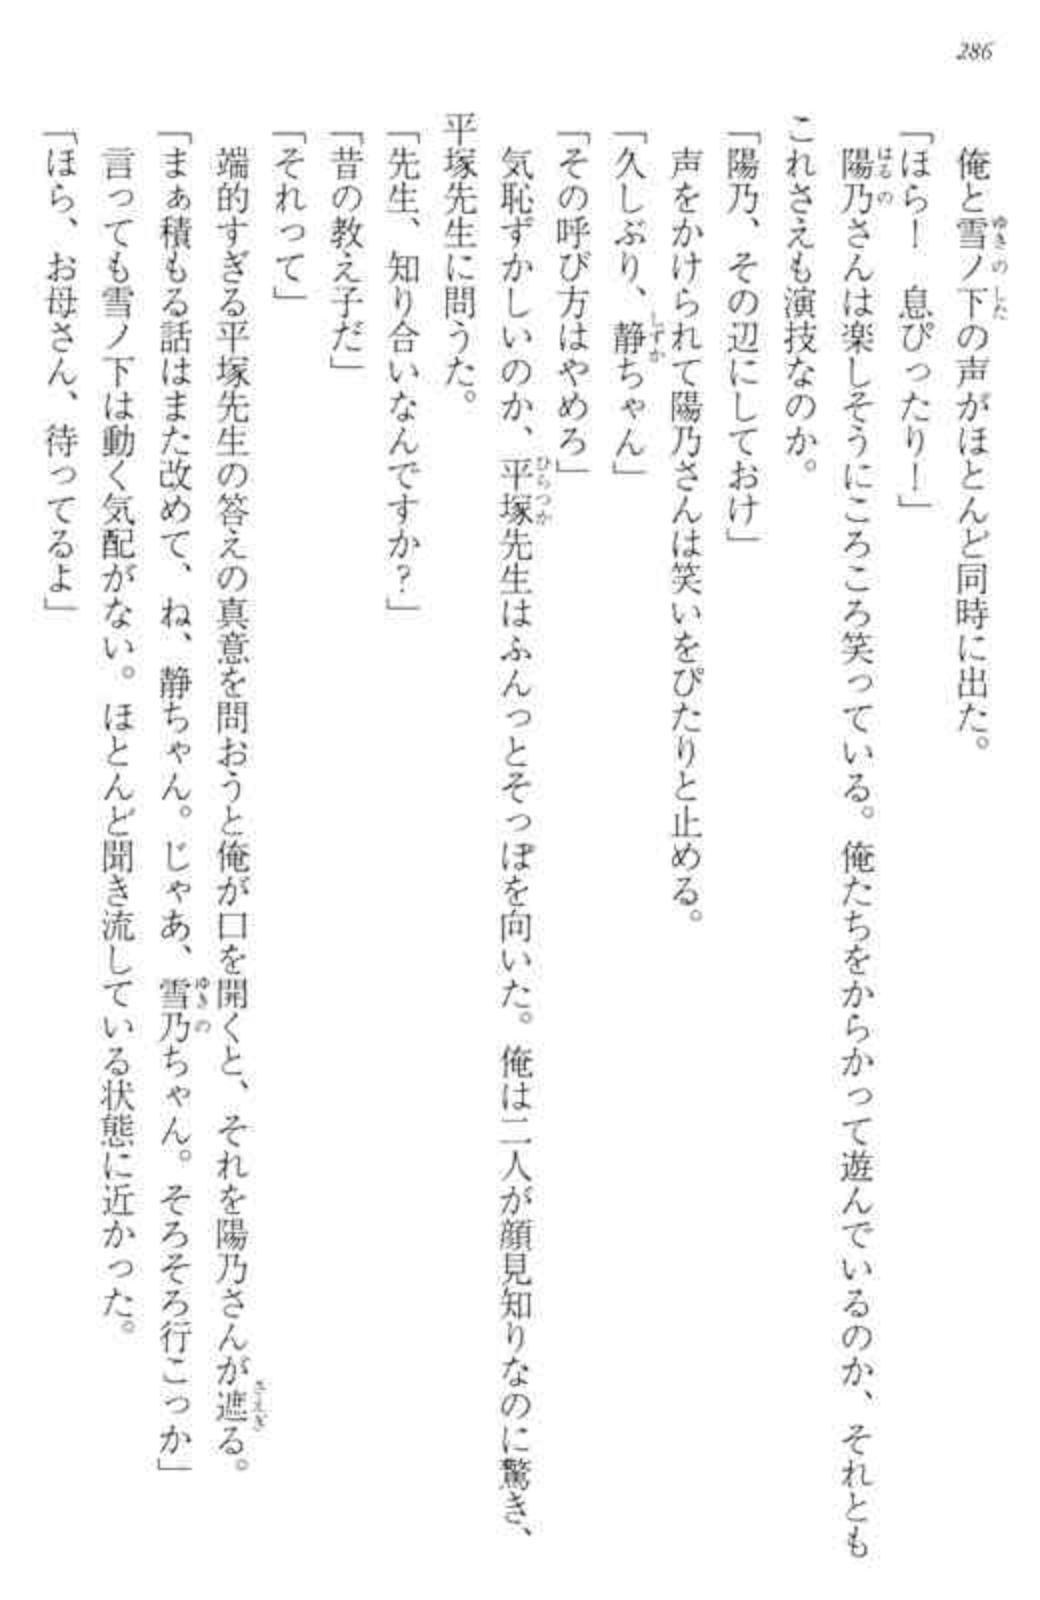 286
俺と雪ノ下の声がほとんど同時に出た。
「ほら！　息ぴったり！」
陽乃さんは楽しそうにころころ笑っている。俺たちをからかって遊んでいるのか、それとも
これさえも演技なのか。
「陽乃、その辺にしておけ」
声をかけられて陽乃さんは笑いをぴたりと止める。
「久しぶり、静ちゃん」
「その呼び方はやめろ」
気恥ずかしいのか、平塚先生はふんっとそっぽを向いた。俺は二人が顔見知りなのに驚き、
平塚先生に問うた。
「先生、知り合いなんですか？」
「昔の教え子だ」
「それって」
端的すぎる平塚先生の答えの真意を問おうと俺が口を開くと、それを陽乃さんが遮る。
「まぁ積もる話はまた改めて、ね、静ちゃん。じゃあ、雪乃ちゃん。そろそろ行こっか」
言っても雪ノ下は動く気配がない。ほとんど聞き流している状態に近かった。
「ほら、お母さん、待ってるよ」